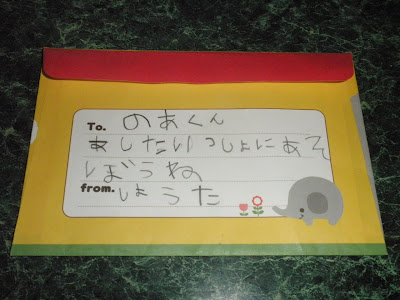 To. のあくん
あしたいっしょにあそ
ぼうね
from. しょうた